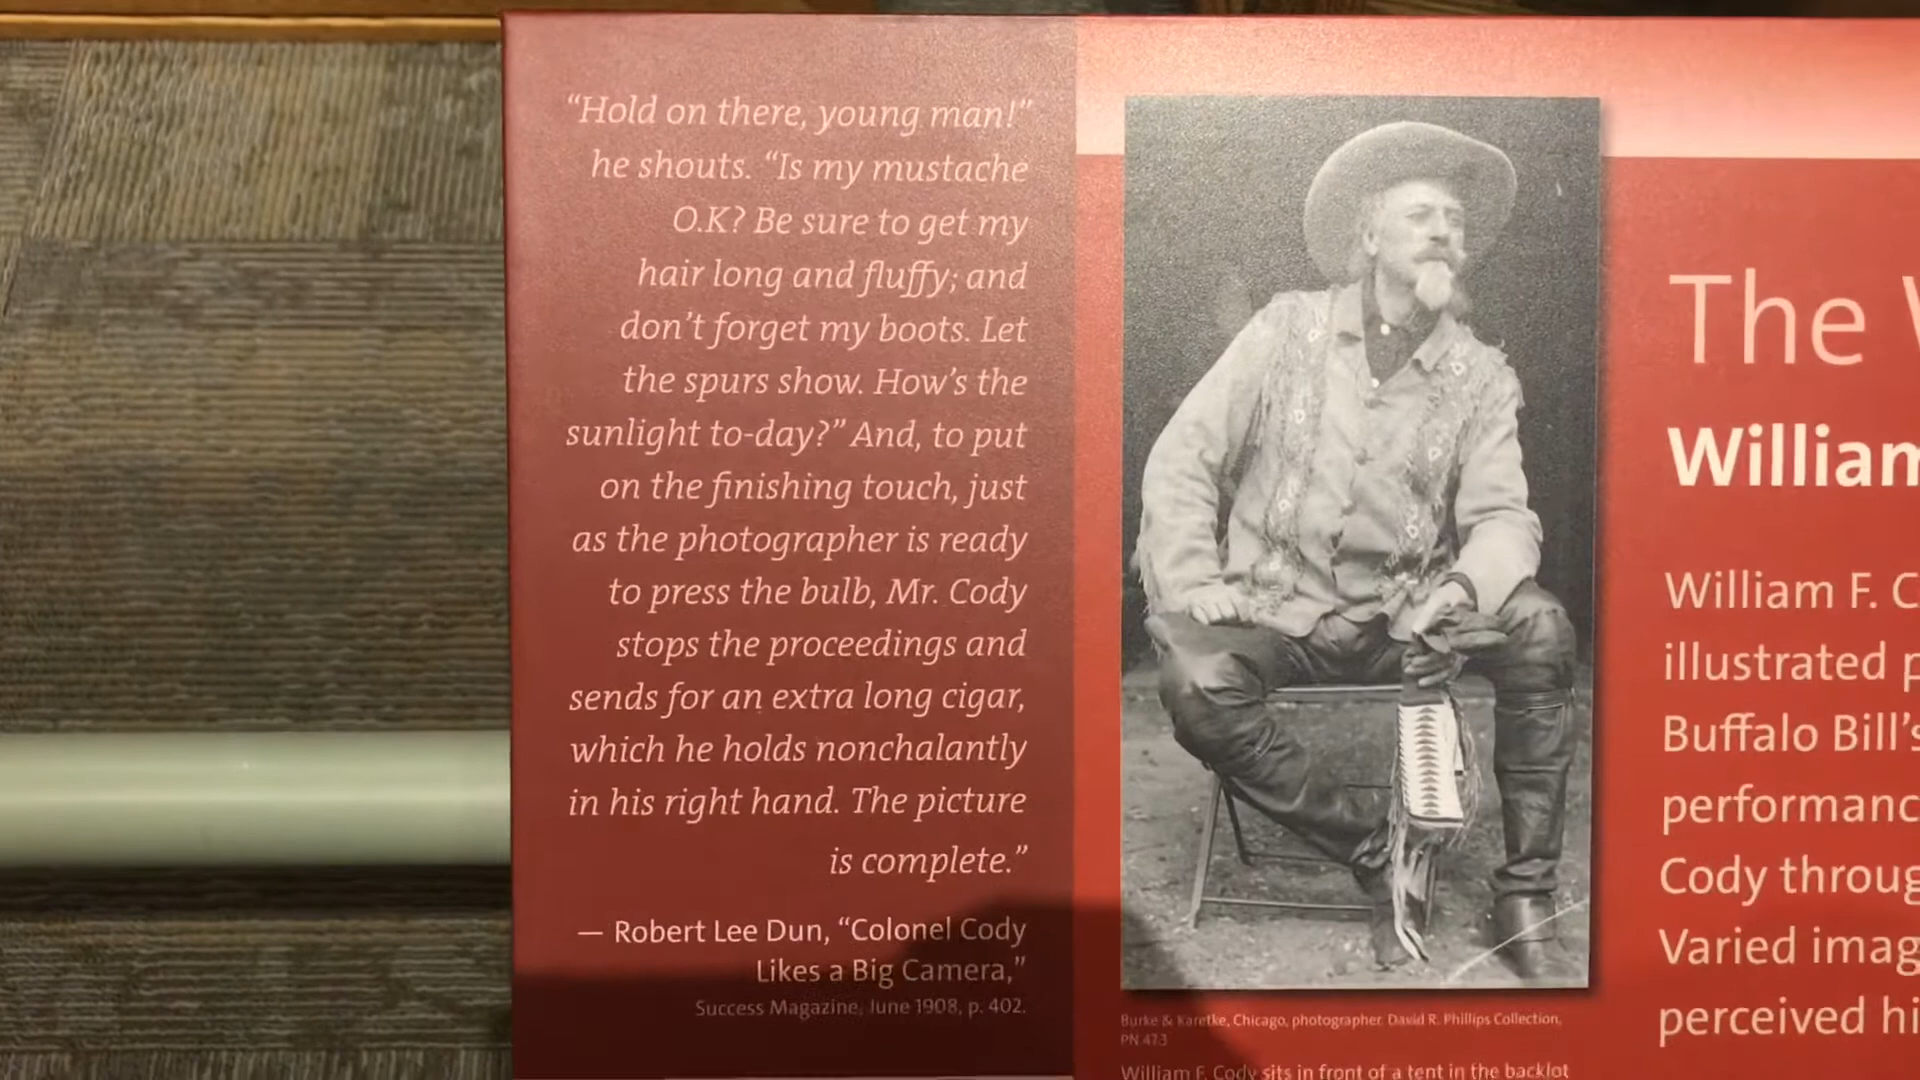 “Hold on there, young man!”
he shouts. “Is my mustache
O.K? Be sure to get my
hair long and fluffy; and
don’t forget my boots. Let
the spurs show. How’s the
sunlight to-day?” And, to put
on the finishing touch, just
as the photographer is ready
to press the bulb, Mr. Cody
stops the proceedings and
sends for an extra long cigar,
which he holds nonchalantly
in his right hand. The picture
is complete.”
— Robert Lee Dun, “Colonel Cody
Likes a Big Camera,”
Success Magazine, June 1908, p. 402.
Burke & Karetke, Chicago, photographer. David R. Phillips Collection,
PN 473
William F. Cody sits in front of a tent in the backlot
The
William
William F. C
illustrated p
Buffalo Bill’s
performanc
Cody throug
Varied imag
perceived hi